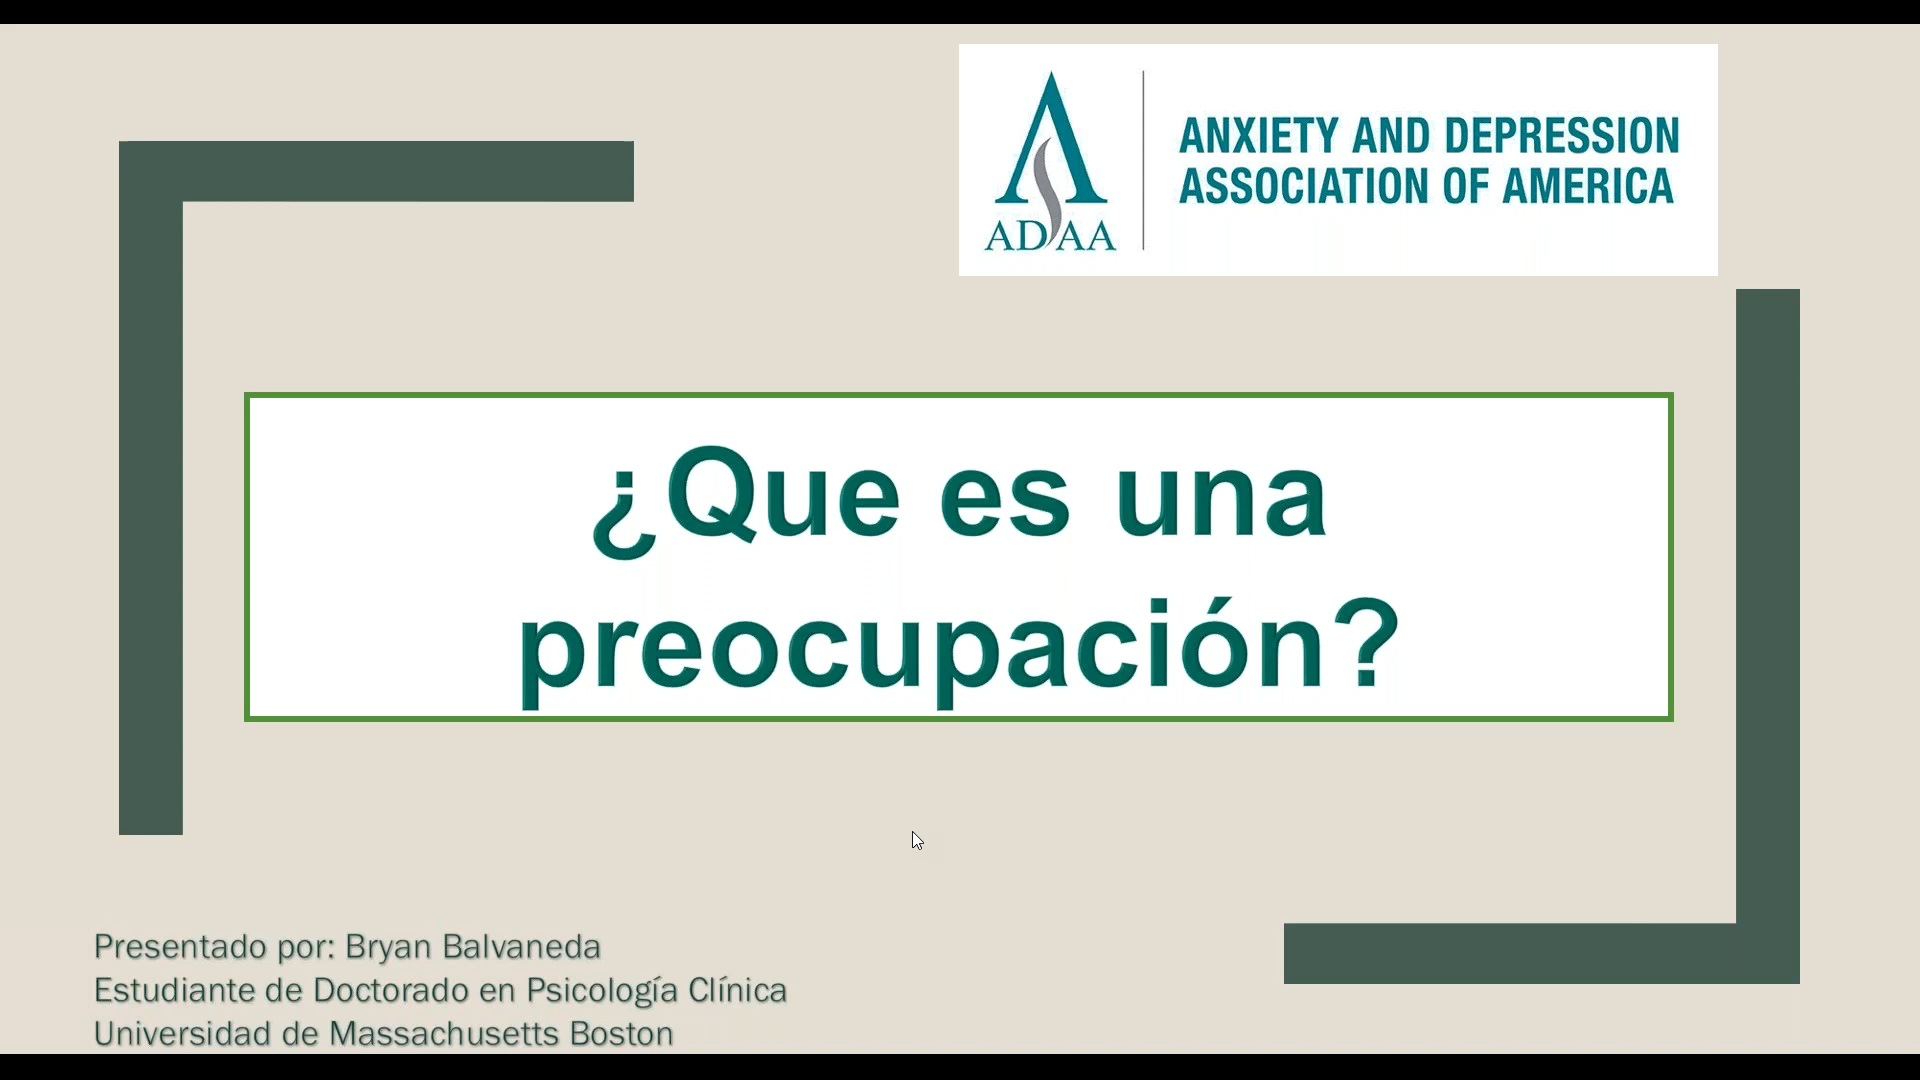 ANXIETY AND DEPRESSION
ASSOCIATION OF AMERICA
ADAA
¿Que es una
preocupación?
Presentado por: Bryan Balvaneda
Estudiante de Doctorado en Psicología Clínica
Universidad de Massachusetts Boston